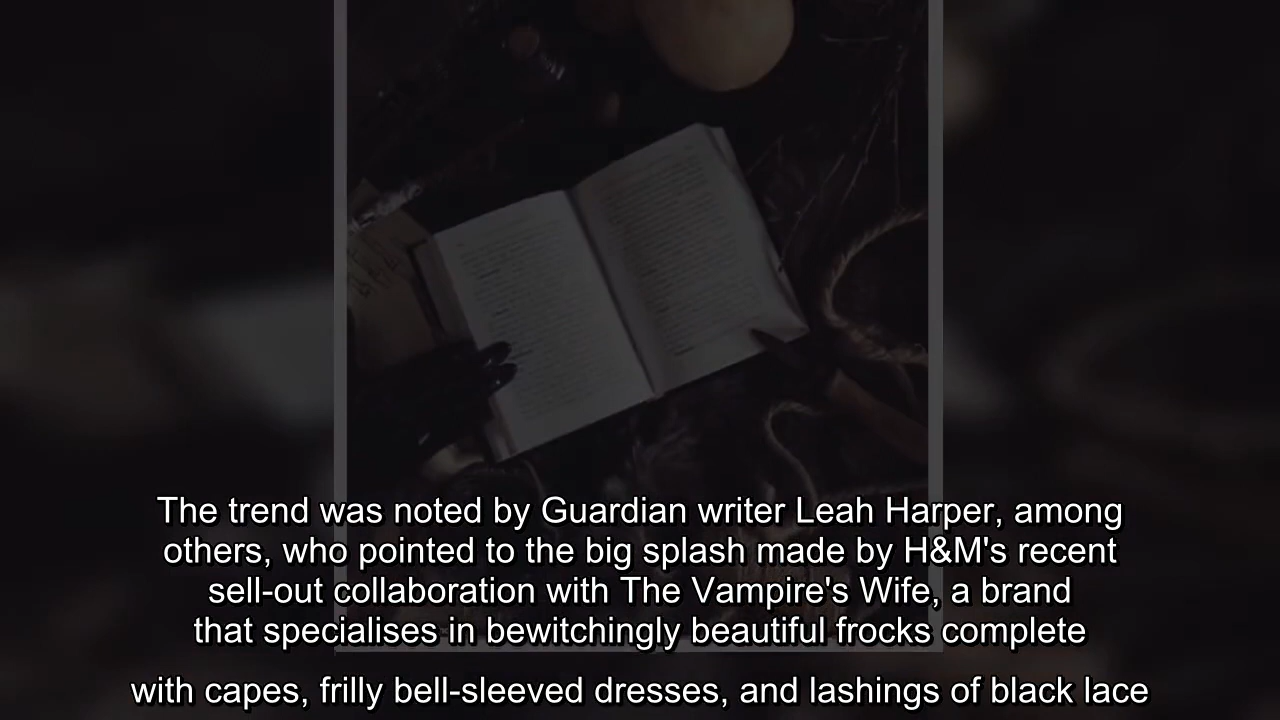 The trend was noted by Guardian writer Leah Harper, among
others, who pointed to the big splash made by H&M's recent
sell-out collaboration with The Vampire's Wife, a brand
that specialises in bewitchingly beautiful frocks complete
with capes, frilly bell-sleeved dresses, and lashings of black lace